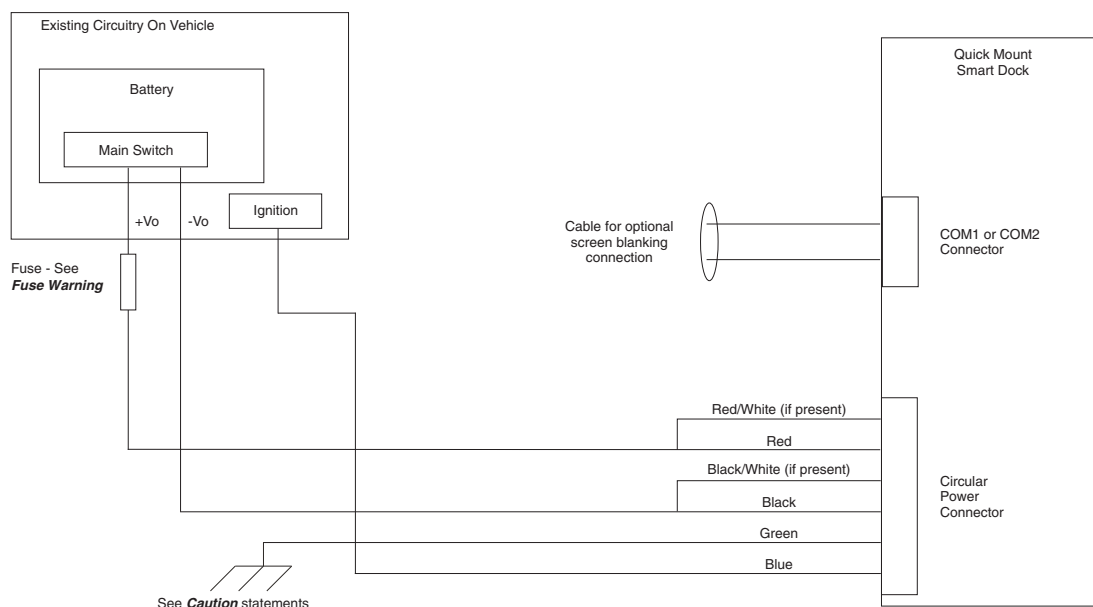 Existing Circuitry On Vehicle
Battery
Main Switch
+Vo
-Vo
Ignition
Fuse - See
Fuse Warning
Quick Mount
Smart Dock
Cable for optional
screen blanking
connection
COM1 or COM2
Connector
Red/White (if present)
Red
Black/White (if present)
Black
Green
Blue
Circular
Power
Connector
See Caution statements